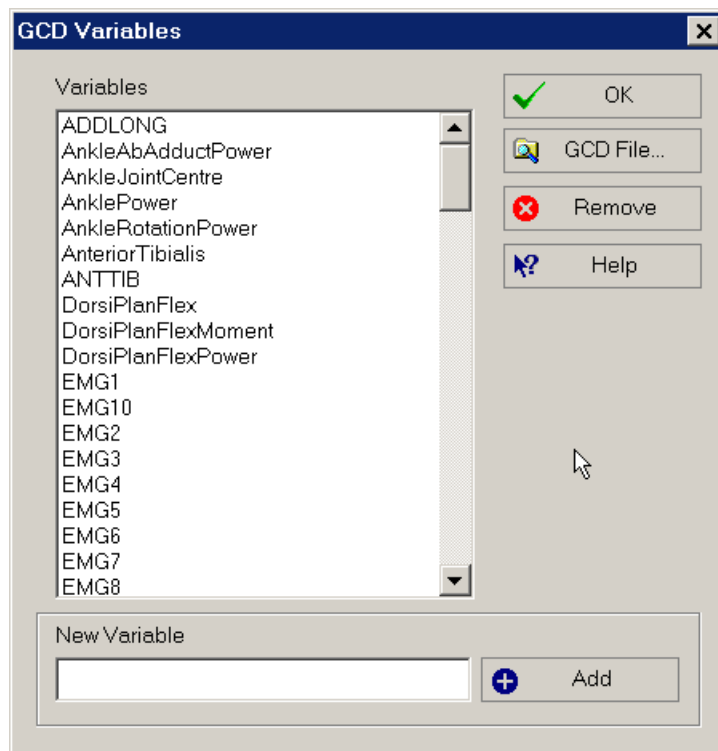 GCD Variables
Variables
ADDLONG
AnkleAbAdductPower
AnkleJointCentre
AnklePower
AnkleRotationPower
AnteriorTibialis
ANTTIB
DorsiPlanFlex
DorsiPlanFlexMoment
DorsiPlanFlexPower
EMG1
EMG10
EMG2
EMG3
EMG4
EMG5
EMG6
EMG7
EMG8
OK
GCD File...
Remove
Help
New Variable
Add